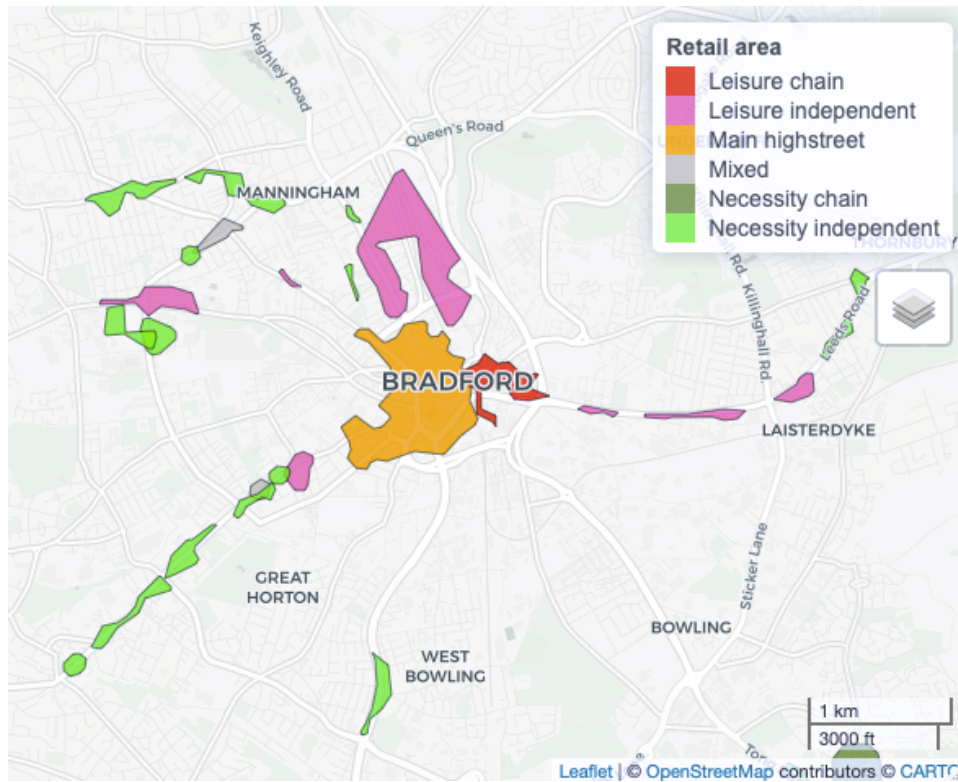 Retail area
Leisure chain
Leisure independent
Main highstreet
Mixed
Necessity chain
Necessity independent
Keighley Road
Queen's Road
MANNINGHAM
THORNBURY
Killinghall Rd.
Leeds Road
BRADFORD
LAISTERDYKE
Sticker Lane
GREAT
HORTON
BOWLING
WEST
BOWLING
1 km
3000 ft
Leaflet | © OpenStreetMap contributors © CARTO